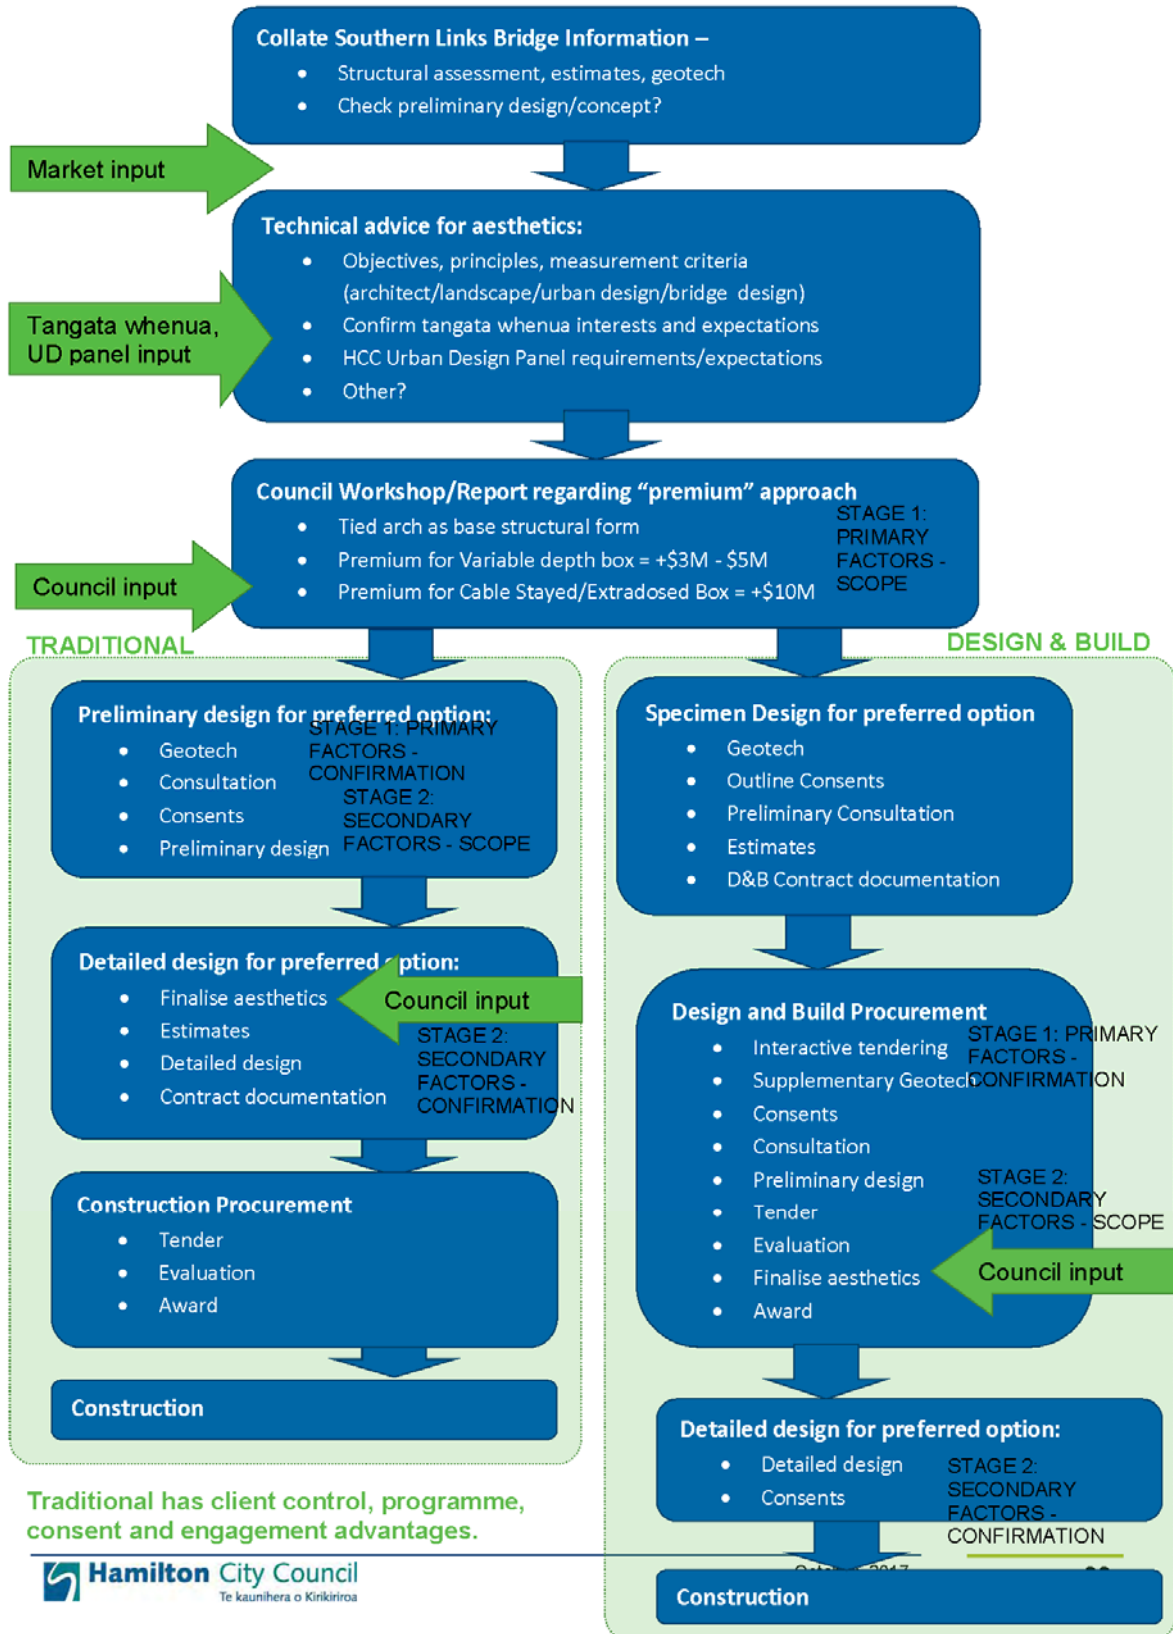 Collate Southern Links Bridge Information –
• Structural assessment, estimates, geotech
• Check preliminary design/concept?
Market input
Technical advice for aesthetics:
• Objectives, principles, measurement criteria
(architect/landscape/urban design/bridge design)
• Confirm tangata whenua interests and expectations
• HCC Urban Design Panel requirements/expectations
• Other?
Tangata whenua,
UD panel input
Council Workshop/Report regarding “premium” approach
• Tied arch as base structural form
• Premium for Variable depth box = +$3M - $5M
• Premium for Cable Stayed/Extradosed Box = +$10M
STAGE 1:
PRIMARY
FACTORS -
SCOPE
Council input
TRADITIONAL
Preliminary design for preferred option:
• Geotech
• Consultation
• Consents
• Preliminary design
STAGE 1: PRIMARY
FACTORS -
CONFIRMATION
STAGE 2:
SECONDARY
FACTORS - SCOPE
Detailed design for preferred option:
• Finalise aesthetics
• Estimates
• Detailed design
• Contract documentation
Council input
STAGE 2:
SECONDARY
FACTORS -
CONFIRMATION
Construction Procurement
• Tender
• Evaluation
• Award
Construction
DESIGN & BUILD
Specimen Design for preferred option
• Geotech
• Outline Consents
• Preliminary Consultation
• Estimates
• D&B Contract documentation
Design and Build Procurement
• Interactive tendering
• Supplementary Geotech
• Consents
• Consultation
• Preliminary design
• Tender
• Evaluation
• Finalise aesthetics
• Award
STAGE 1: PRIMARY
FACTORS -
CONFIRMATION
STAGE 2:
SECONDARY
FACTORS - SCOPE
Council input
Detailed design for preferred option:
• Detailed design
• Consents
STAGE 2:
SECONDARY
FACTORS -
CONFIRMATION
Construction
Traditional has client control, programme,
consent and engagement advantages.
Hamilton City Council
Te kaunihera o Kirikiriroa
2017